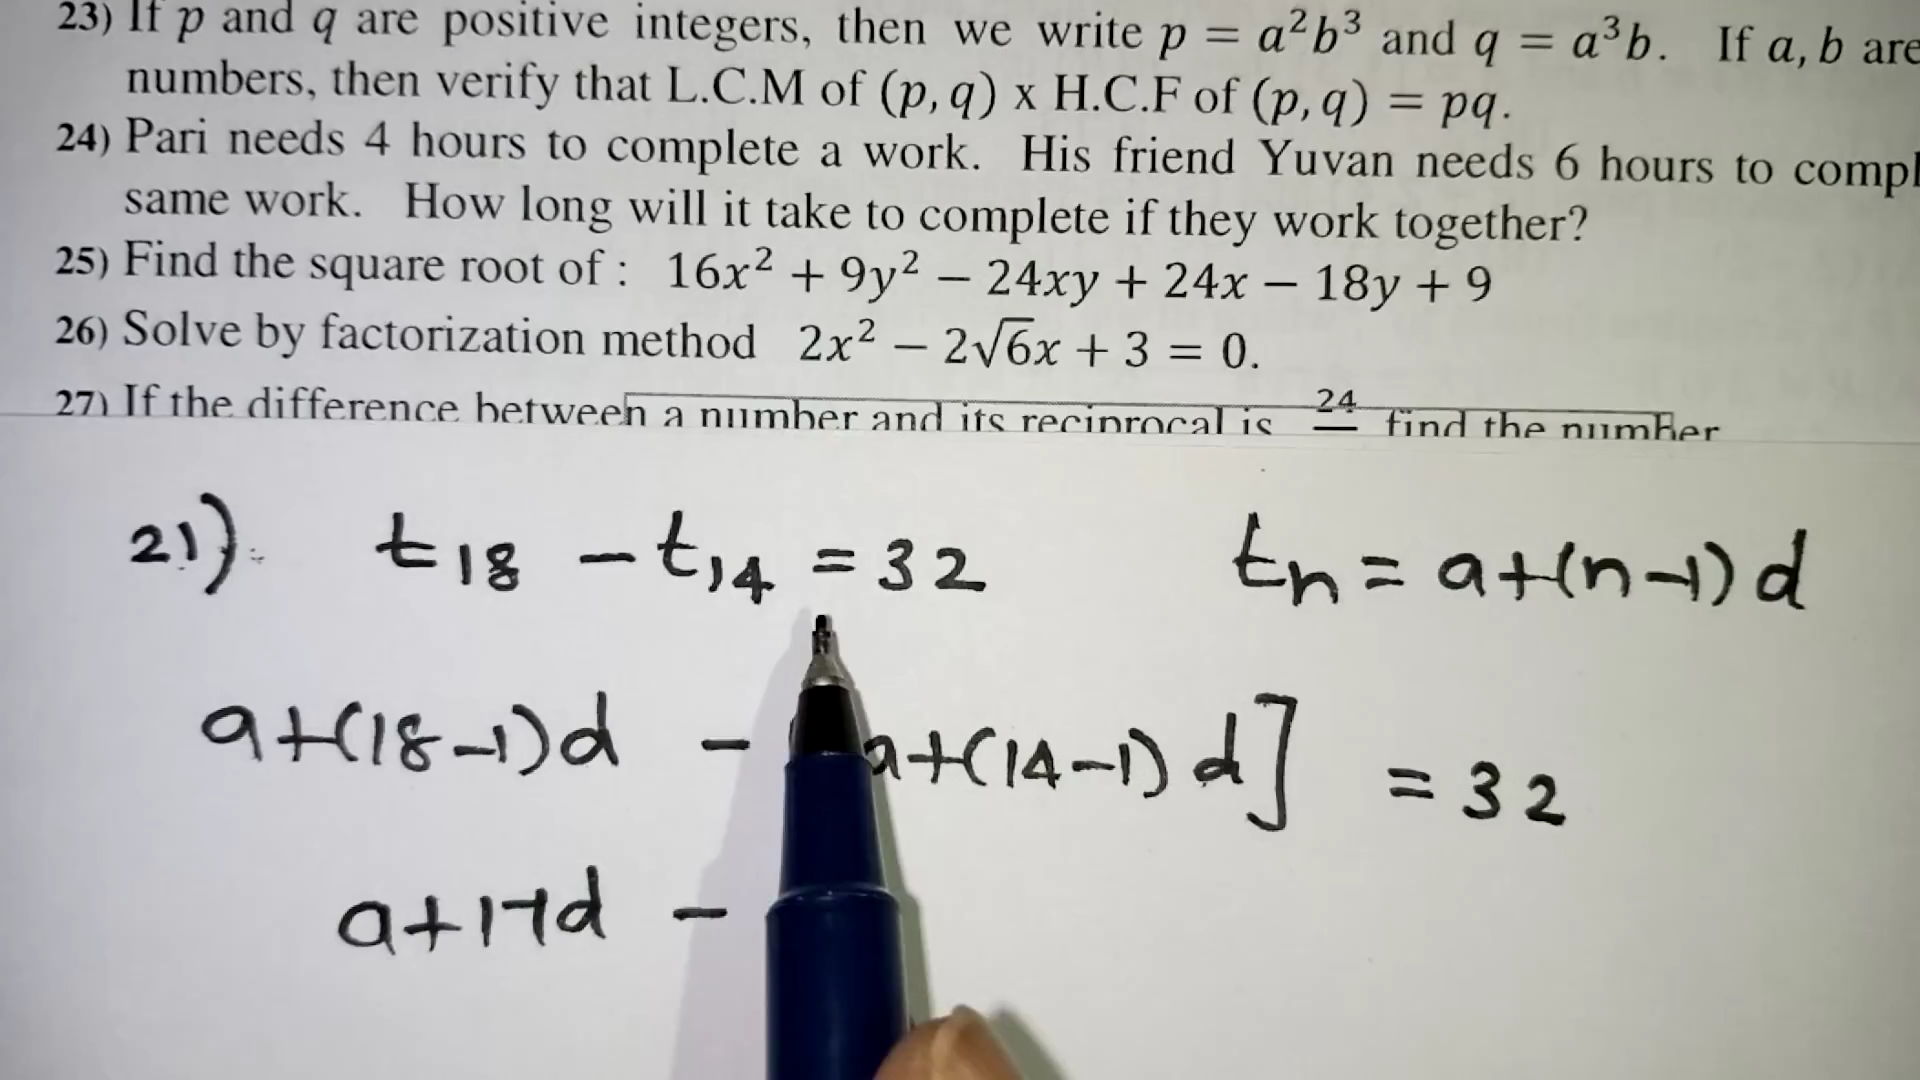 23) If p and q are positive integers, then we write p = a²b³ and q = a³b. If a, b are
numbers, then verify that L.C.M of (p, q) x H.C.F of (p, q) = pq.
24) Pari needs 4 hours to complete a work. His friend Yuvan needs 6 hours to compl
same work. How long will it take to complete if they work together?
25) Find the square root of : 16x² + 9y² − 24xy + 24x − 18y + 9
26) Solve by factorization method 2x² − 2√6x + 3 = 0.
27) If the difference between a number and its reciprocal is 24 find the number
21). t18 − t14 = 32 tn = a+(n−1)d
a+(18−1)d − a+(14−1)d] = 32
a+17d −